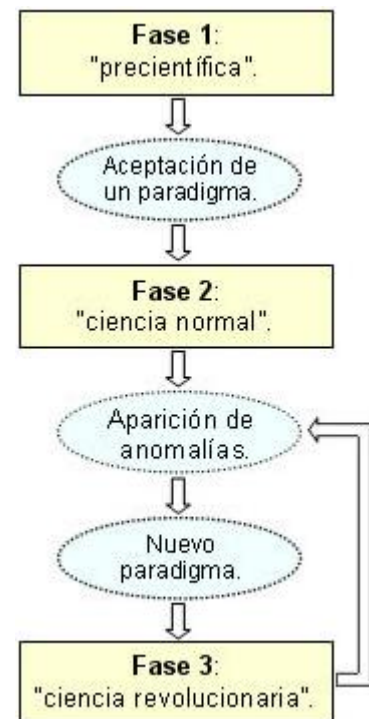 Fase 1:
"precientífica".
Aceptación de
un paradigma.
Fase 2:
"ciencia normal".
Aparición de
anomalías.
Nuevo
paradigma.
Fase 3:
"ciencia revolucionaria".